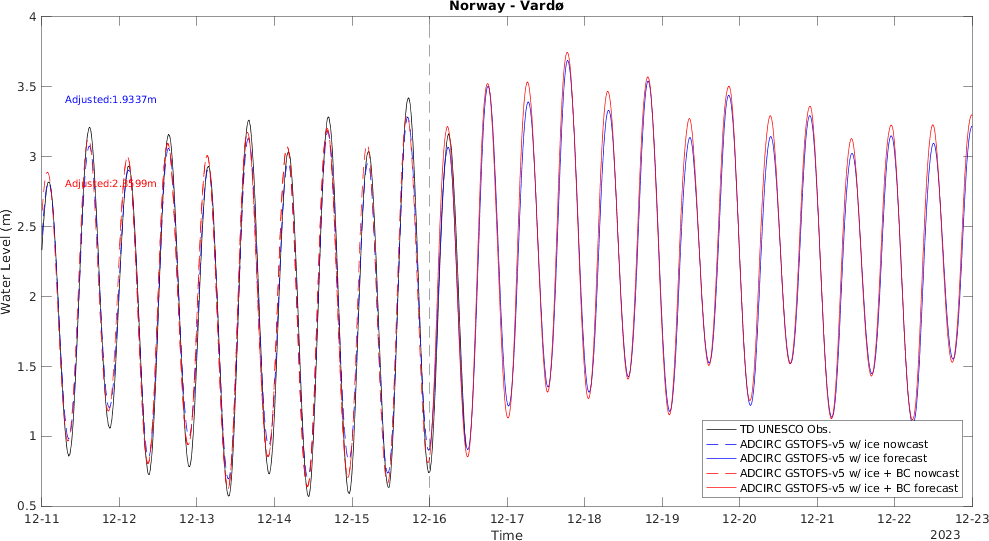 Norway - Vardø
Water Level (m)
4
3.5
3
2.5
2
1.5
1
0.5
Adjusted:1.9337m
TD UNESCO Obs.
ADCIRC GSTOFS-v5 w/ ice nowcast
ADCIRC GSTOFS-v5 w/ ice forecast
ADCIRC GSTOFS-v5 w/ ice + BC nowcast
ADCIRC GSTOFS-v5 w/ ice + BC forecast
12-11
12-12
12-13
12-14
12-15
12-16
12-17
12-18
12-19
12-20
12-21
12-22
12-23
Time
2023